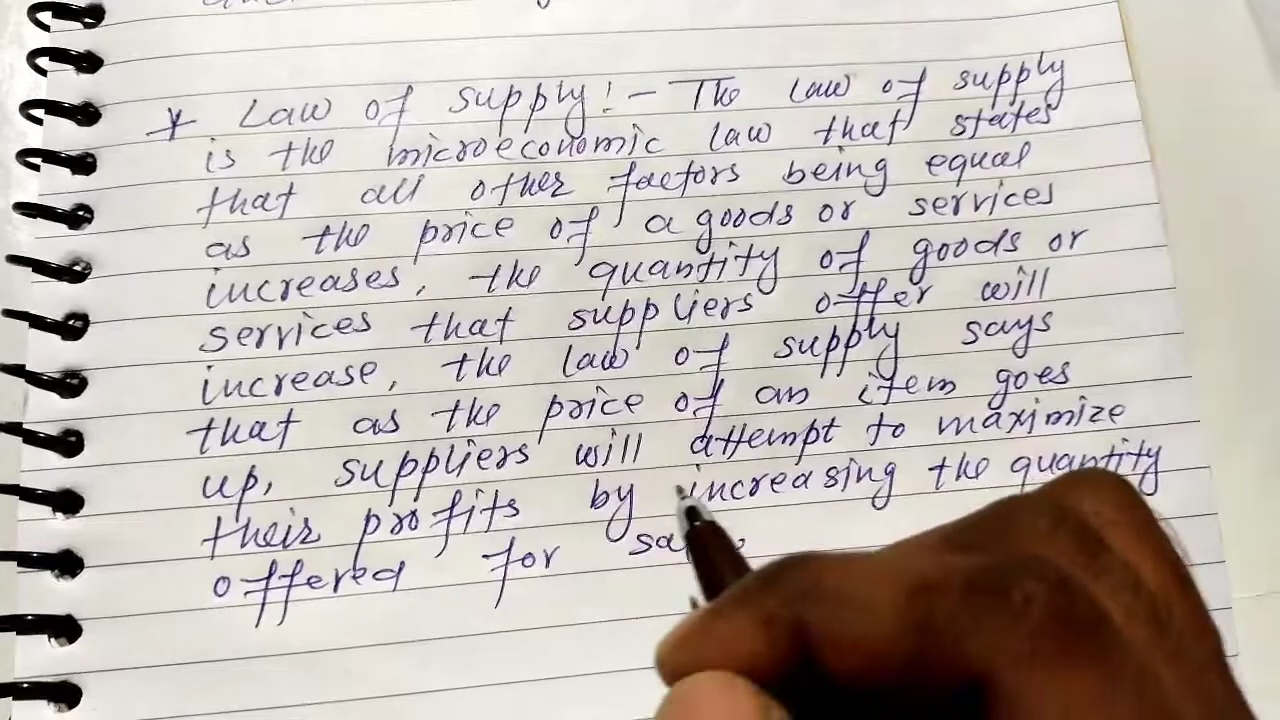 * Law of supply! - The law of supply
is the microeconomic law that states
that all other factors being equal
as the price of a goods or services
increases, the quantity of goods or
services that suppliers offer will
increase, the law of supply says
that as the price of an item goes
up, suppliers will attempt to maximize
their profits by increasing the quantity
offered for